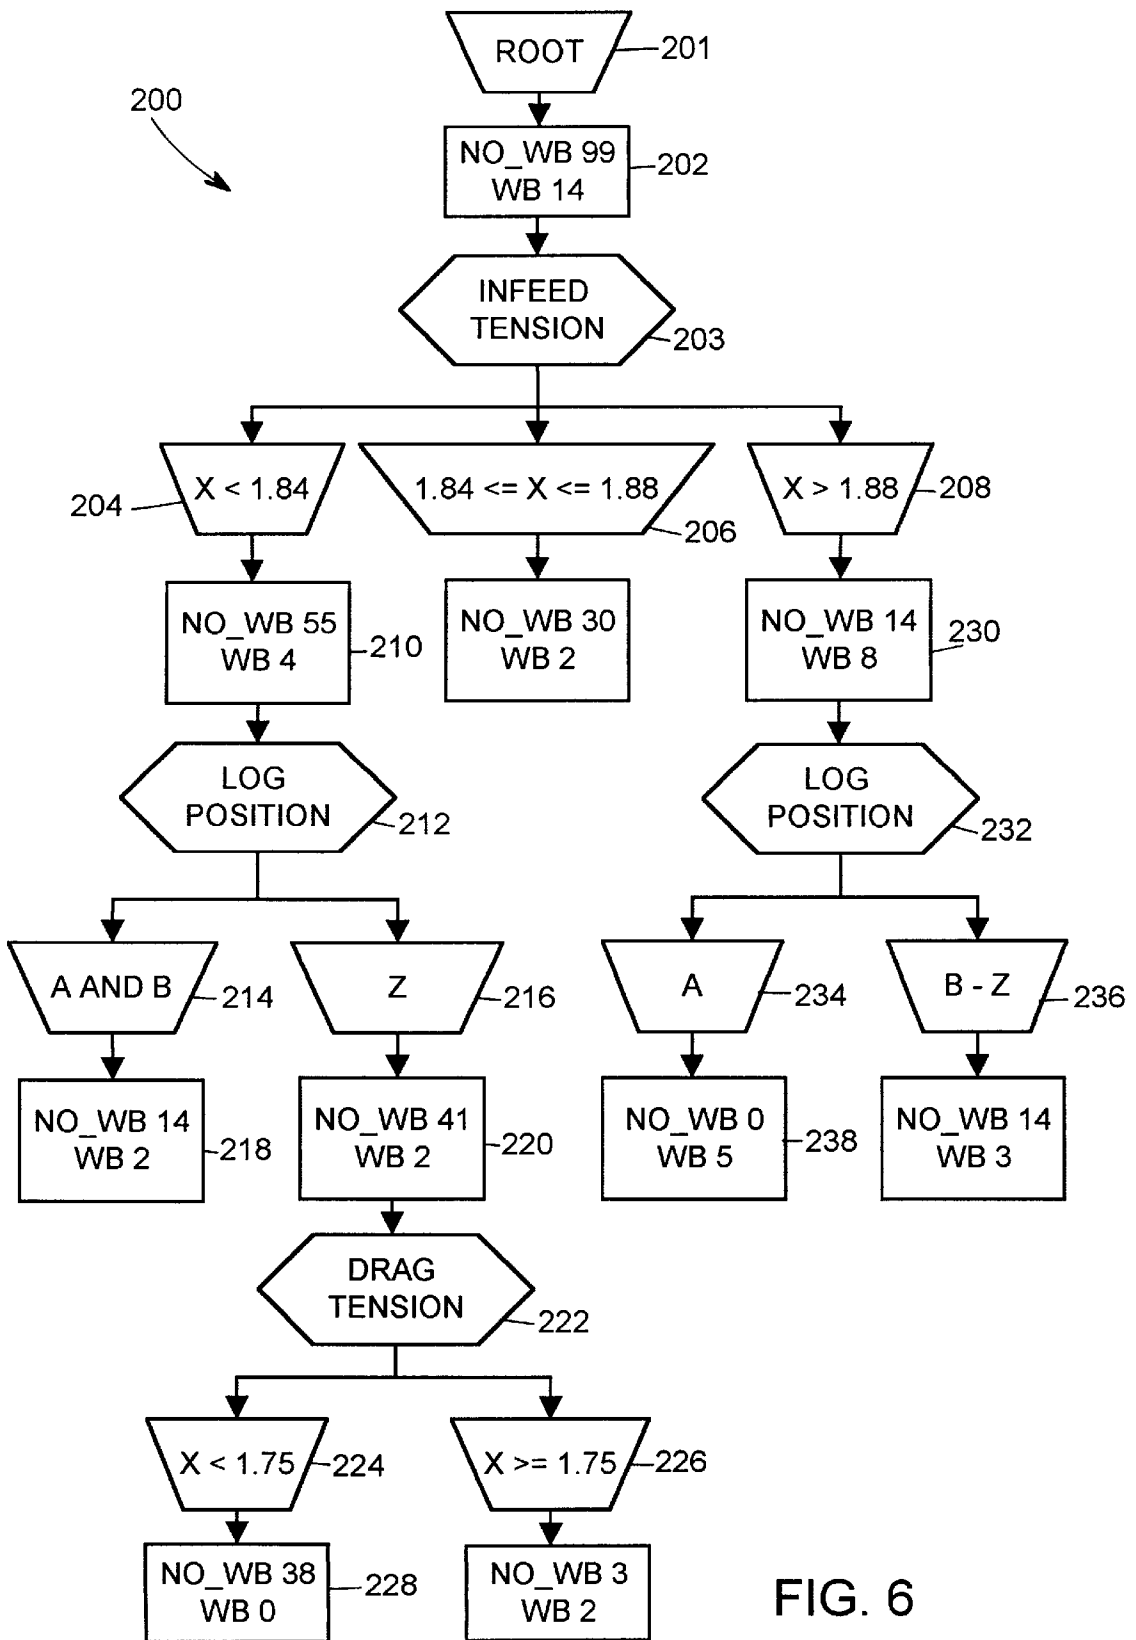 ROOT
201
200
NO_WB 99
WB 14
202
INFEED
TENSION
203
X < 1.84
204
1.84 <= X <= 1.88
206
X > 1.88
208
NO_WB 55
WB 4
210
NO_WB 30
WB 2
NO_WB 14
WB 8
230
LOG
POSITION
212
LOG
POSITION
232
A AND B
214
Z
216
A
234
B - Z
236
NO_WB 14
WB 2
218
NO_WB 41
WB 2
220
NO_WB 0
WB 5
238
NO_WB 14
WB 3
DRAG
TENSION
222
X < 1.75
224
X >= 1.75
226
NO_WB 38
WB 0
228
NO_WB 3
WB 2
FIG. 6